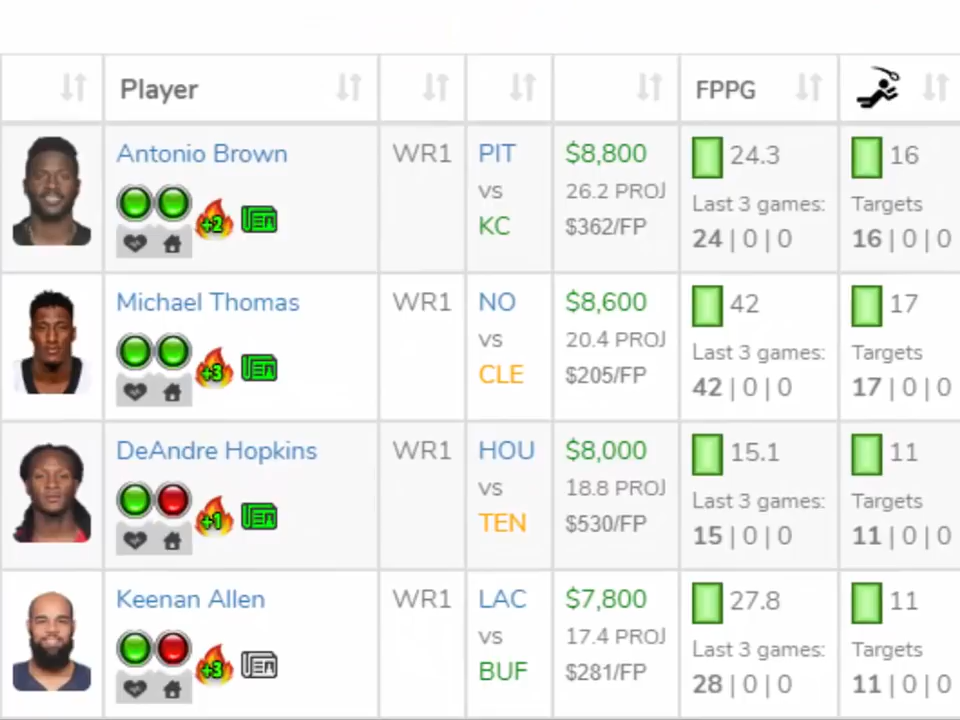 Player FPPG
Antonio Brown WR1 PIT $8,800 24.3 16
vs 26.2 PROJ Last 3 games: Targets
+2 KC $362/FP 24 | 0 | 0 16 | 0 | 0
Michael Thomas WR1 NO $8,600 42 17
vs 20.4 PROJ Last 3 games: Targets
+3 CLE $205/FP 42 | 0 | 0 17 | 0 | 0
DeAndre Hopkins WR1 HOU $8,000 15.1 11
vs 18.8 PROJ Last 3 games: Targets
+1 TEN $530/FP 15 | 0 | 0 11 | 0 | 0
Keenan Allen WR1 LAC $7,800 27.8 11
vs 17.4 PROJ Last 3 games: Targets
+3 BUF $281/FP 28 | 0 | 0 11 | 0 | 0